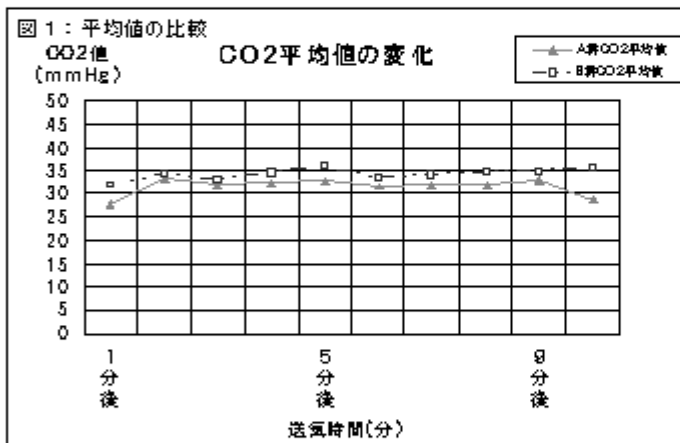 図1：平均値の比較
CO2値
(mmHg)
CO2平均値の変化
A群CO2平均値
B群CO2平均値
50
45
40
35
30
25
20
15
10
5
0
1分後
5分後
9分後
送気時間(分)